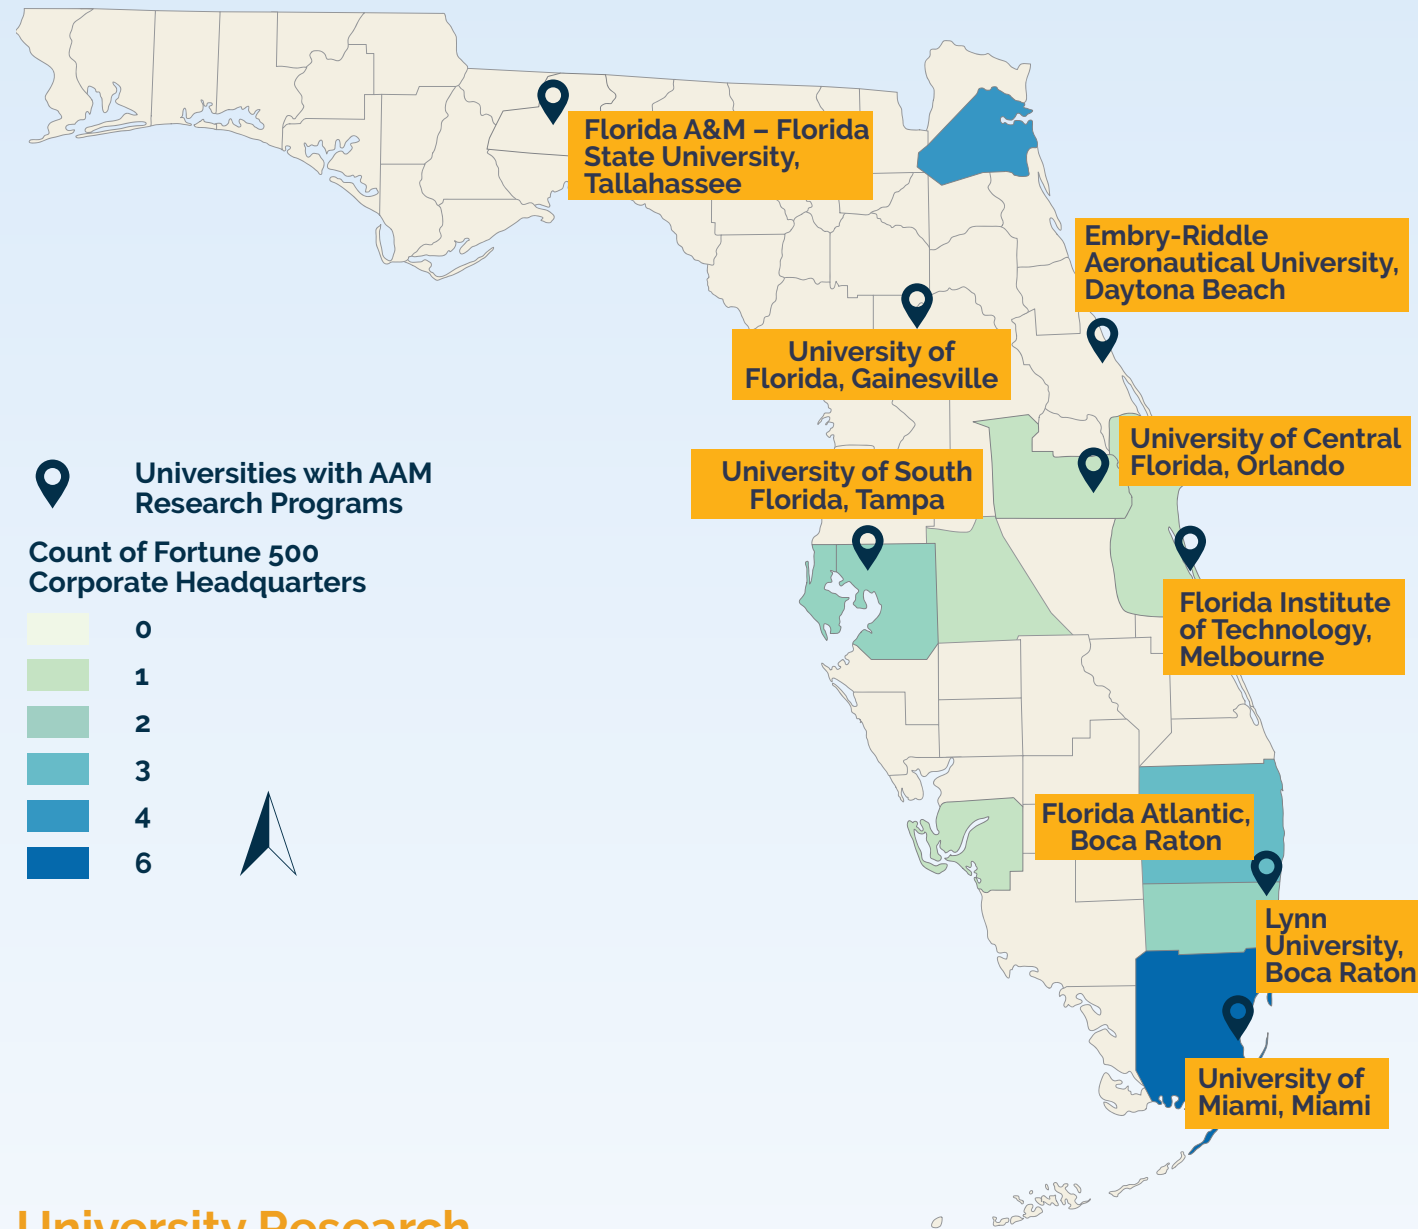 Florida A&M – Florida
State University,
Tallahassee
Embry-Riddle
Aeronautical University,
Daytona Beach
University of
Florida, Gainesville
University of Central
Florida, Orlando
University of South
Florida, Tampa
Universities with AAM
Research Programs
Count of Fortune 500
Corporate Headquarters
0
1
2
3
4
6
Florida Institute
of Technology,
Melbourne
Florida Atlantic,
Boca Raton
Lynn
University,
Boca Raton
University of
Miami, Miami
University Research